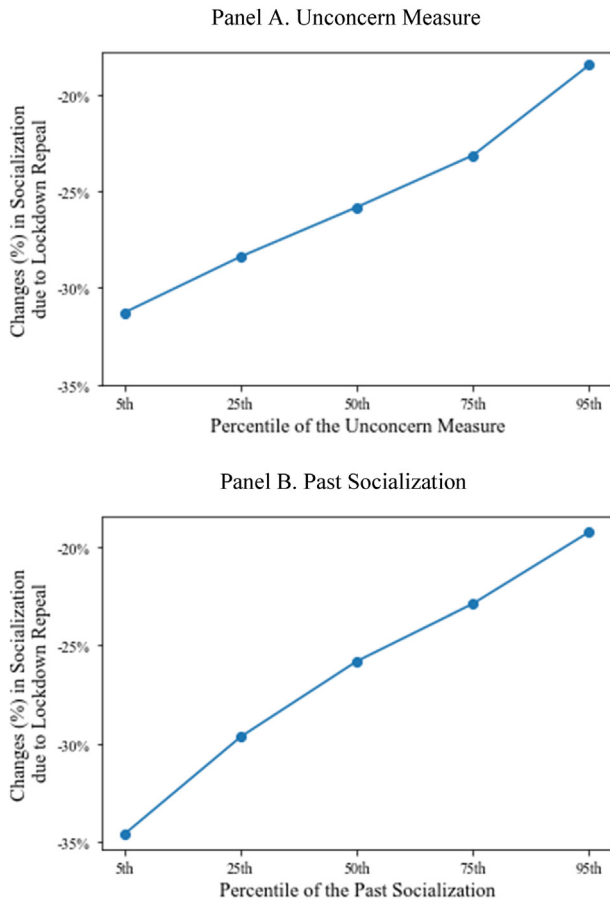 Panel A. Unconcern Measure
Changes (%) in Socialization
due to Lockdown Repeal
-20%
-25%
-30%
-35%
5th 25th 50th 75th 95th
Percentile of the Unconcern Measure
Panel B. Past Socialization
Changes (%) in Socialization
due to Lockdown Repeal
-20%
-25%
-30%
-35%
5th 25th 50th 75th 95th
Percentile of the Past Socialization